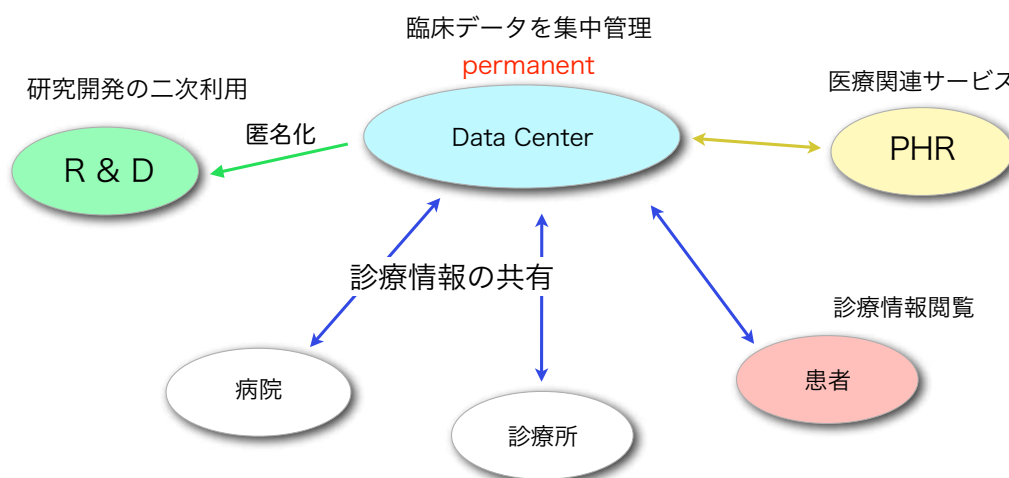 臨床データを集中管理
permanent
研究開発の二次利用
医療関連サービス
匿名化
Data Center
R & D
PHR
診療情報の共有
診療情報閲覧
病院
患者
診療所